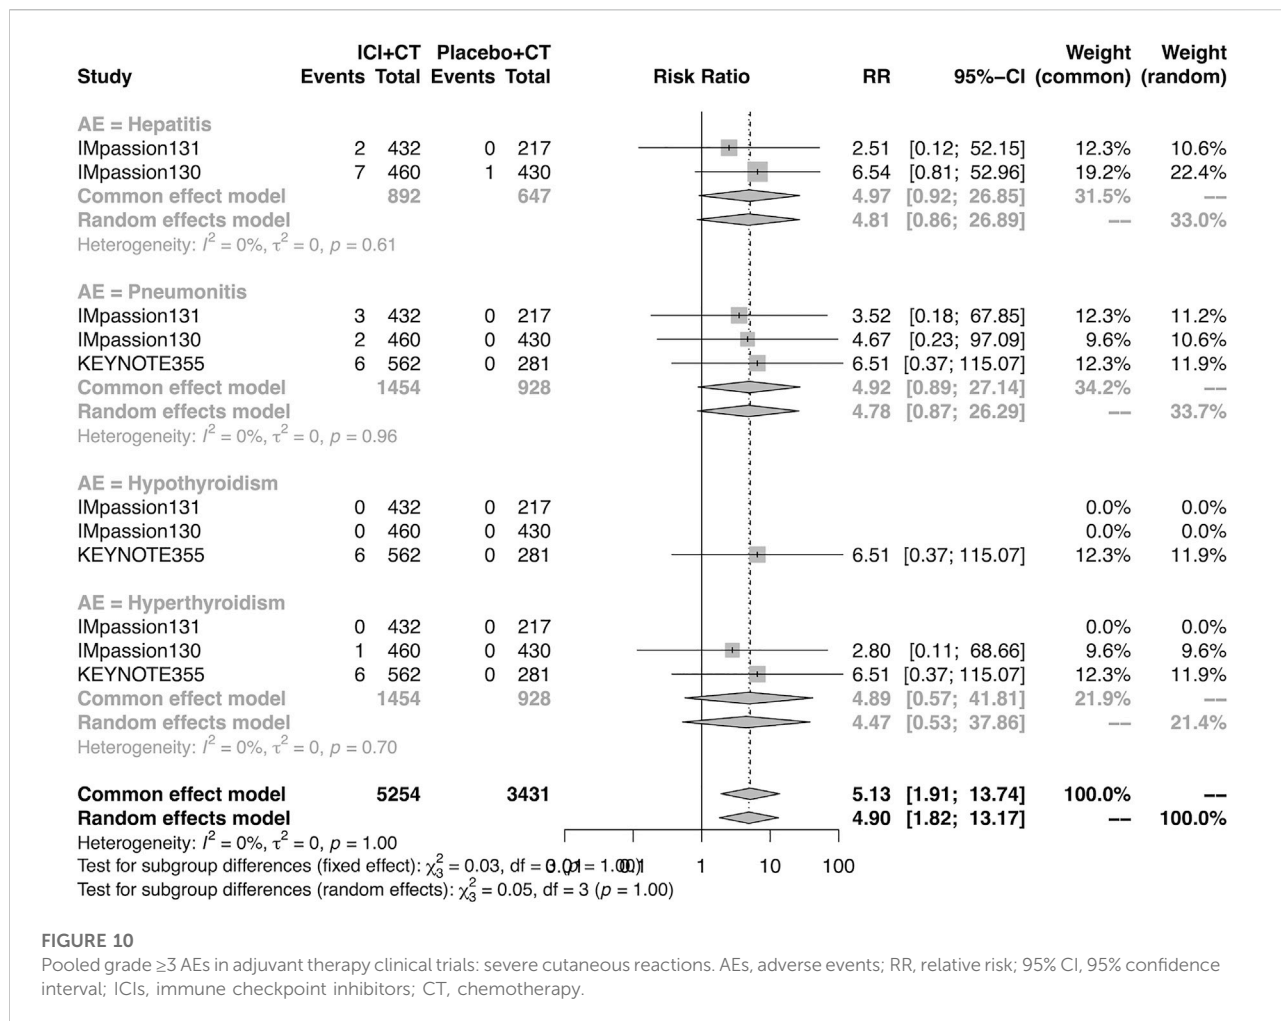 ICI+CT Placebo+CT Weight Weight
Study Events Total Events Total Risk Ratio RR 95%−CI (common) (random)
AE = Hepatitis
IMpassion131 2 432 0 217 2.51 [0.12; 52.15] 12.3% 10.6%
IMpassion130 7 460 1 430 6.54 [0.81; 52.96] 19.2% 22.4%
Common effect model 892 647 4.97 [0.92; 26.85] 31.5% −−
Random effects model 4.81 [0.86; 26.89] −− 33.0%
Heterogeneity: I² = 0%, τ² = 0, p = 0.61
AE = Pneumonitis
IMpassion131 3 432 0 217 3.52 [0.18; 67.85] 12.3% 11.2%
IMpassion130 2 460 0 430 4.67 [0.23; 97.09] 9.6% 10.6%
KEYNOTE355 6 562 0 281 6.51 [0.37; 115.07] 12.3% 11.9%
Common effect model 1454 928 4.92 [0.89; 27.14] 34.2% −−
Random effects model 4.78 [0.87; 26.29] −− 33.7%
Heterogeneity: I² = 0%, τ² = 0, p = 0.96
AE = Hypothyroidism
IMpassion131 0 432 0 217 0.0% 0.0%
IMpassion130 0 460 0 430 0.0% 0.0%
KEYNOTE355 6 562 0 281 6.51 [0.37; 115.07] 12.3% 11.9%
AE = Hyperthyroidism
IMpassion131 0 432 0 217 0.0% 0.0%
IMpassion130 1 460 0 430 2.80 [0.11; 68.66] 9.6% 9.6%
KEYNOTE355 6 562 0 281 6.51 [0.37; 115.07] 12.3% 11.9%
Common effect model 1454 928 4.89 [0.57; 41.81] 21.9% −−
Random effects model 4.47 [0.53; 37.86] −− 21.4%
Heterogeneity: I² = 0%, τ² = 0, p = 0.70
Common effect model 5254 3431 5.13 [1.91; 13.74] 100.0% −−
Random effects model 4.90 [1.82; 13.17] −− 100.0%
Heterogeneity: I² = 0%, τ² = 0, p = 1.00
Test for subgroup differences (fixed effect): χ²₃ = 0.03, df = 3 (p = 1.00)
0.01 0.1 1 10 100
Test for subgroup differences (random effects): χ²₃ = 0.05, df = 3 (p = 1.00)
FIGURE 10
Pooled grade ≥3 AEs in adjuvant therapy clinical trials: severe cutaneous reactions. AEs, adverse events; RR, relative risk; 95% CI, 95% confidence
interval; ICIs, immune checkpoint inhibitors; CT, chemotherapy.